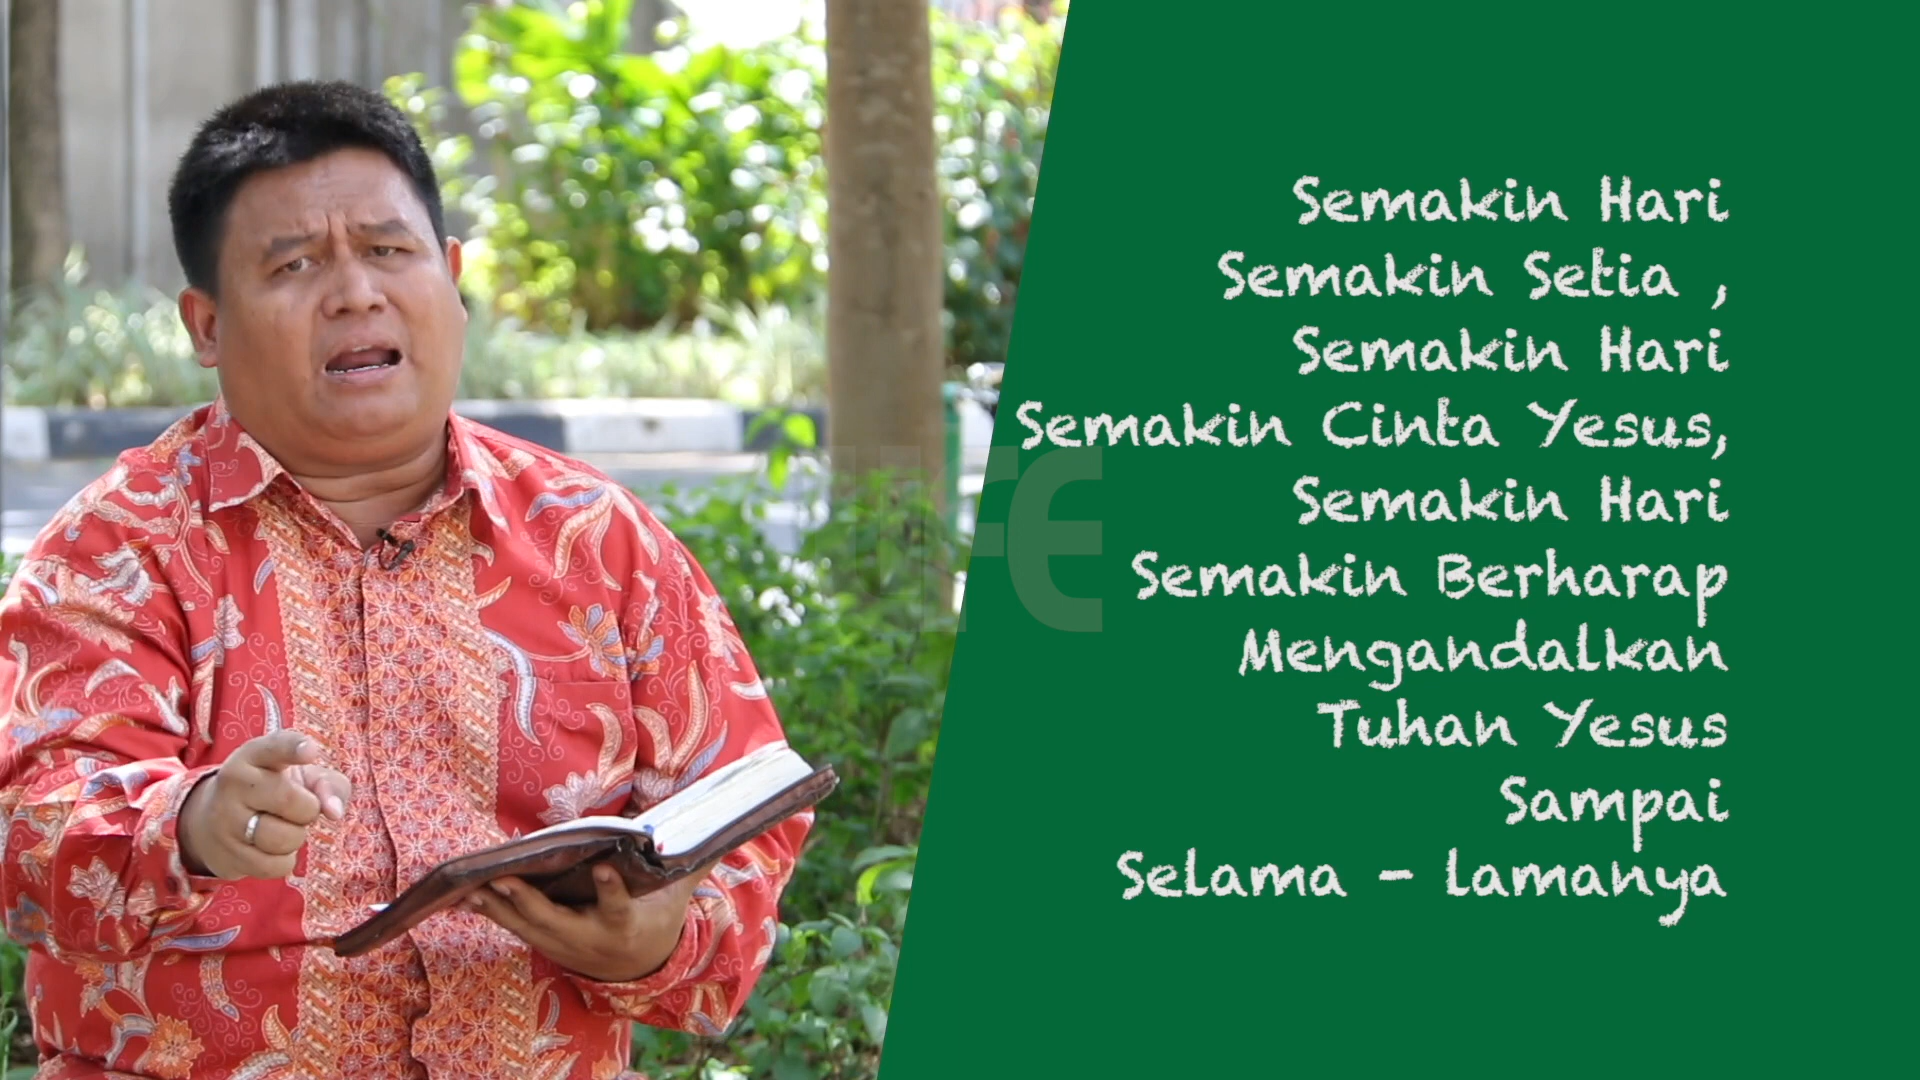 Semakin Hari
Semakin Setia ,
Semakin Hari
Semakin Cinta Yesus,
Semakin Hari
Semakin Berharap
Mengandalkan
Tuhan Yesus
Sampai
Selama - lamanya